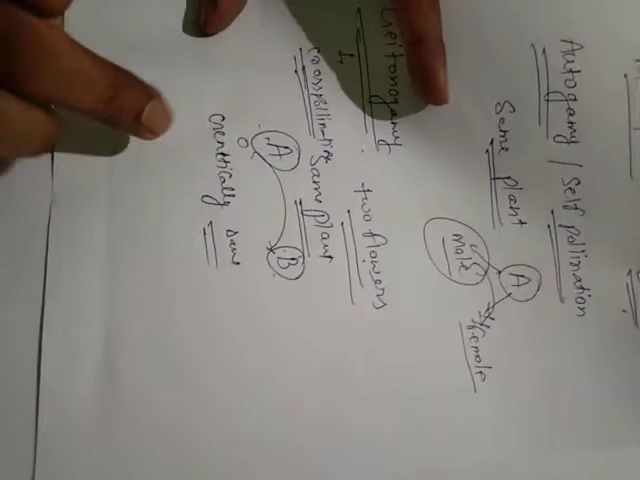 Autogamy / Self pollination
Same plant
A
male
female
Geitonogamy
two flowers
crosspollination same plant
A
B
Genetically same